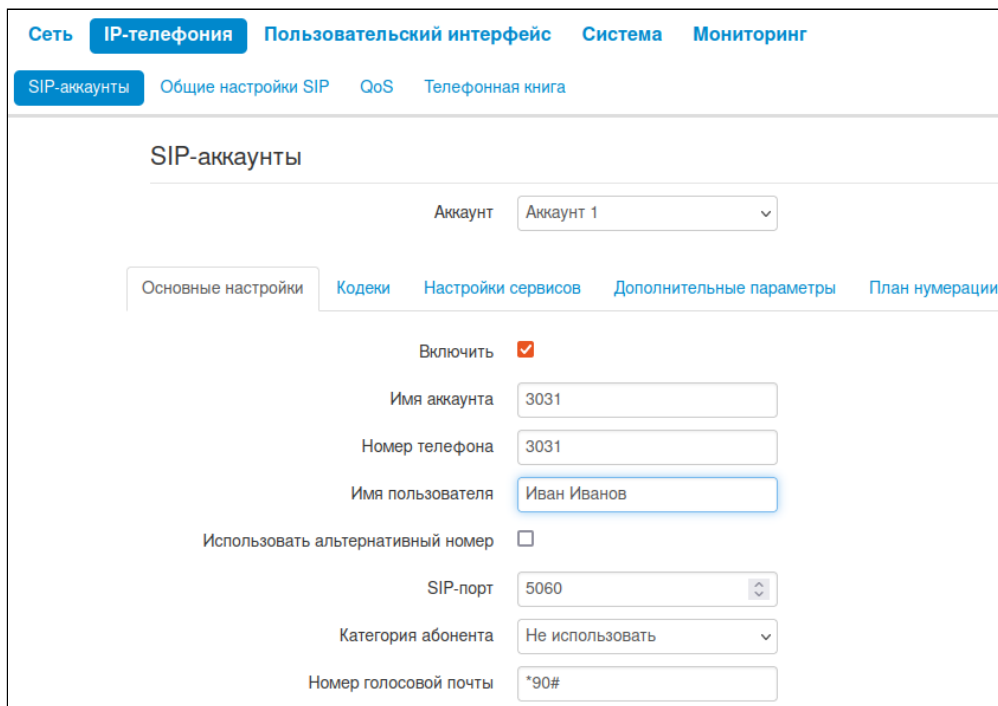 Сеть IP-телефония Пользовательский интерфейс Система Мониторинг
SIP-аккаунты Общие настройки SIP QoS Телефонная книга
SIP-аккаунты
Аккаунт Аккаунт 1
Основные настройки Кодеки Настройки сервисов Дополнительные параметры План нумерации
Включить
Имя аккаунта 3031
Номер телефона 3031
Имя пользователя Иван Иванов
Использовать альтернативный номер
SIP-порт 5060
Категория абонента Не использовать
Номер голосовой почты *90#